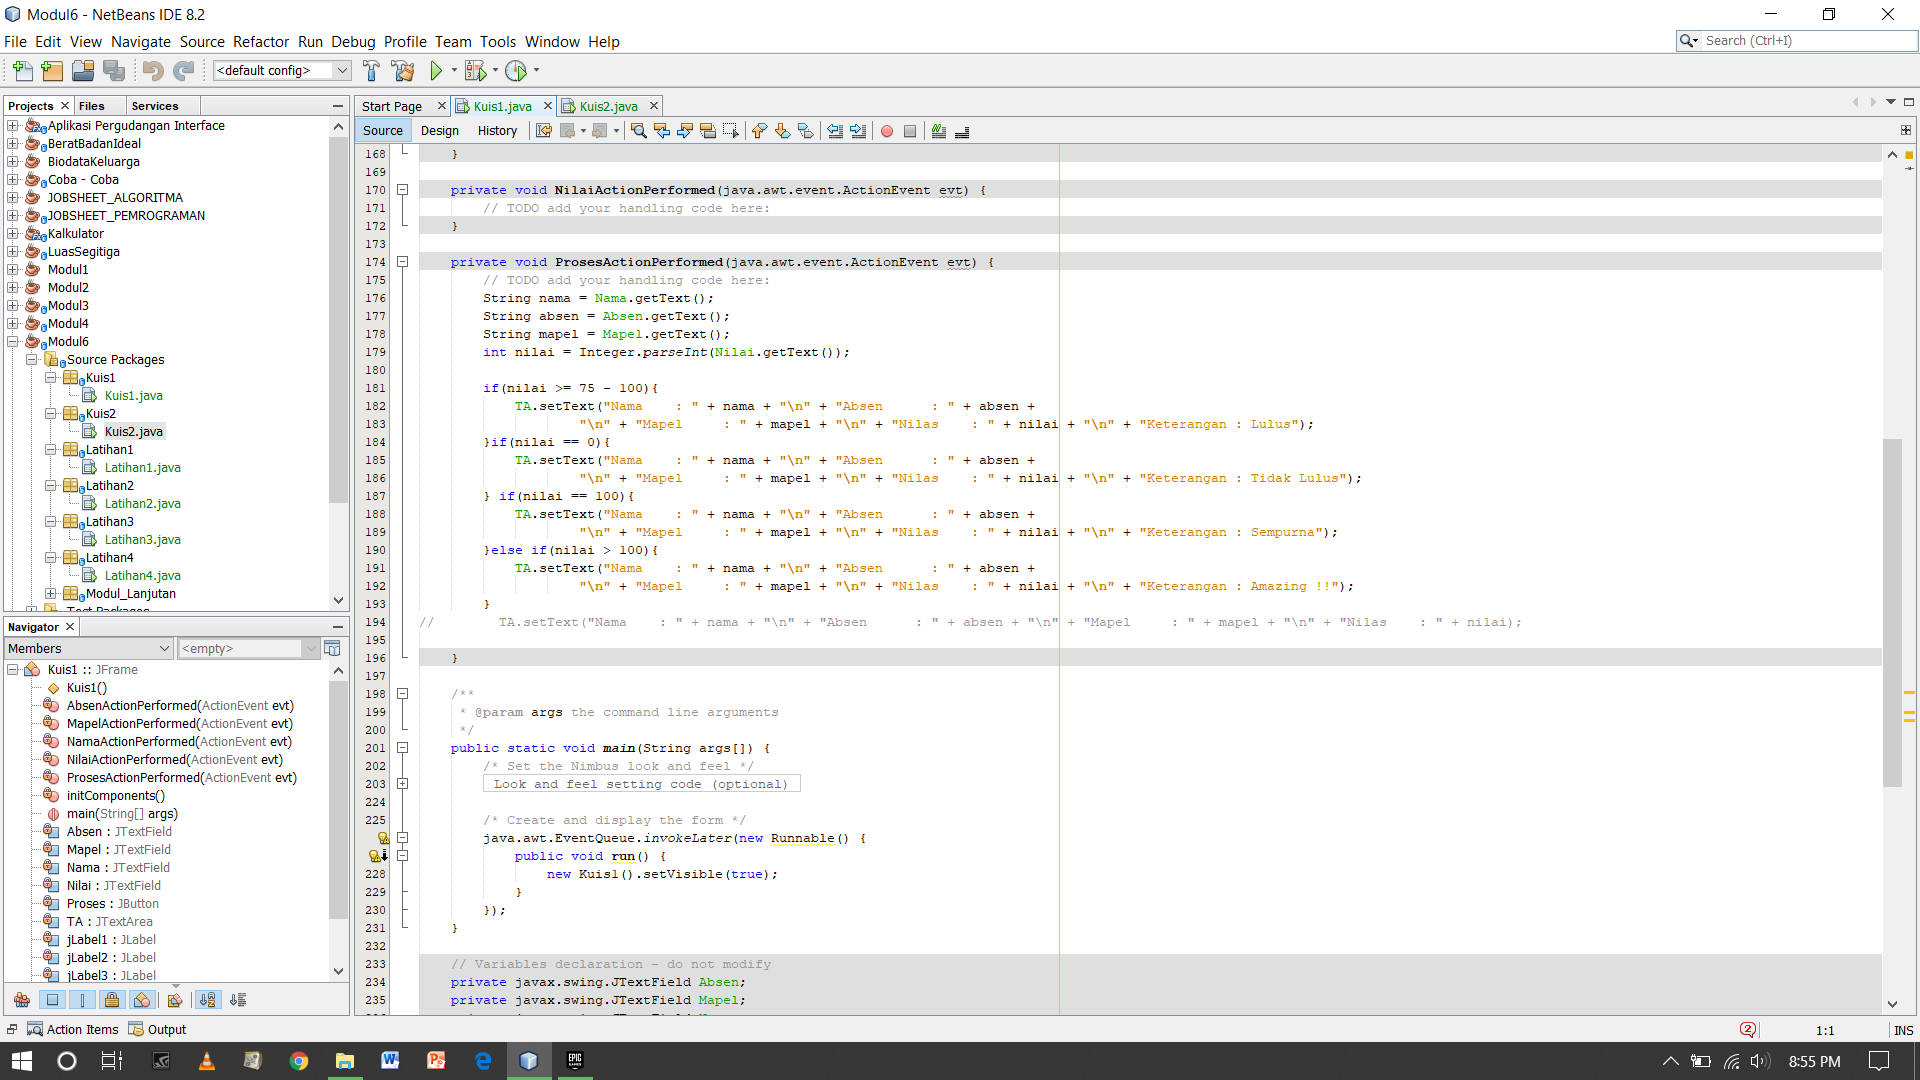 Modul6 - NetBeans IDE 8.2
File Edit View Navigate Source Refactor Run Debug Profile Team Tools Window Help
Search (Ctrl+I)
<default config>
Projects Files Services
Aplikasi Pergudangan Interface
BeratBadanIdeal
BiodataKeluarga
Coba - Coba
JOBSHEET_ALGORITMA
JOBSHEET_PEMROGRAMAN
Kalkulator
LuasSegitiga
Modul1
Modul2
Modul3
Modul4
Modul6
Source Packages
Kuis1
Kuis1.java
Kuis2
Kuis2.java
Latihan1
Latihan1.java
Latihan2
Latihan2.java
Latihan3
Latihan3.java
Latihan4
Latihan4.java
Modul_Lanjutan
Test Packages
Navigator
Members <empty>
Kuis1 :: JFrame
Kuis1()
AbsenActionPerformed(ActionEvent evt)
MapelActionPerformed(ActionEvent evt)
NamaActionPerformed(ActionEvent evt)
NilaiActionPerformed(ActionEvent evt)
ProsesActionPerformed(ActionEvent evt)
initComponents()
main(String[] args)
Absen : JTextField
Mapel : JTextField
Nama : JTextField
Nilai : JTextField
Proses : JButton
TA : JTextArea
jLabel1 : JLabel
jLabel2 : JLabel
jLabel3 : JLabel
Start Page Kuis1.java Kuis2.java
Source Design History
168 }
169
170 private void NilaiActionPerformed(java.awt.event.ActionEvent evt) {
171 // TODO add your handling code here:
172 }
173
174 private void ProsesActionPerformed(java.awt.event.ActionEvent evt) {
175 // TODO add your handling code here:
176 String nama = Nama.getText();
177 String absen = Absen.getText();
178 String mapel = Mapel.getText();
179 int nilai = Integer.parseInt(Nilai.getText());
180
181 if(nilai >= 75 - 100){
182 TA.setText("Nama    : " + nama + "\n" + "Absen      : " + absen +
183 "\n" + "Mapel     : " + mapel + "\n" + "Nilas    : " + nilai + "\n" + "Keterangan : Lulus");
184 }if(nilai == 0){
185 TA.setText("Nama    : " + nama + "\n" + "Absen      : " + absen +
186 "\n" + "Mapel     : " + mapel + "\n" + "Nilas    : " + nilai + "\n" + "Keterangan : Tidak Lulus");
187 } if(nilai == 100){
188 TA.setText("Nama    : " + nama + "\n" + "Absen      : " + absen +
189 "\n" + "Mapel     : " + mapel + "\n" + "Nilas    : " + nilai + "\n" + "Keterangan : Sempurna");
190 }else if(nilai > 100){
191 TA.setText("Nama    : " + nama + "\n" + "Absen      : " + absen +
192 "\n" + "Mapel     : " + mapel + "\n" + "Nilas    : " + nilai + "\n" + "Keterangan : Amazing !!");
193 }
194 //        TA.setText("Nama    : " + nama + "\n" + "Absen      : " + absen + "\n" + "Mapel     : " + mapel + "\n" + "Nilas    : " + nilai);
195
196 }
197
198 /**
199 * @param args the command line arguments
200 */
201 public static void main(String args[]) {
202 /* Set the Nimbus look and feel */
203 Look and feel setting code (optional)
224
225 /* Create and display the form */
java.awt.EventQueue.invokeLater(new Runnable() {
public void run() {
228 new Kuis1().setVisible(true);
229 }
230 });
231 }
232
233 // Variables declaration - do not modify
234 private javax.swing.JTextField Absen;
235 private javax.swing.JTextField Mapel;
Action Items Output
2 1:1 INS
8:55 PM